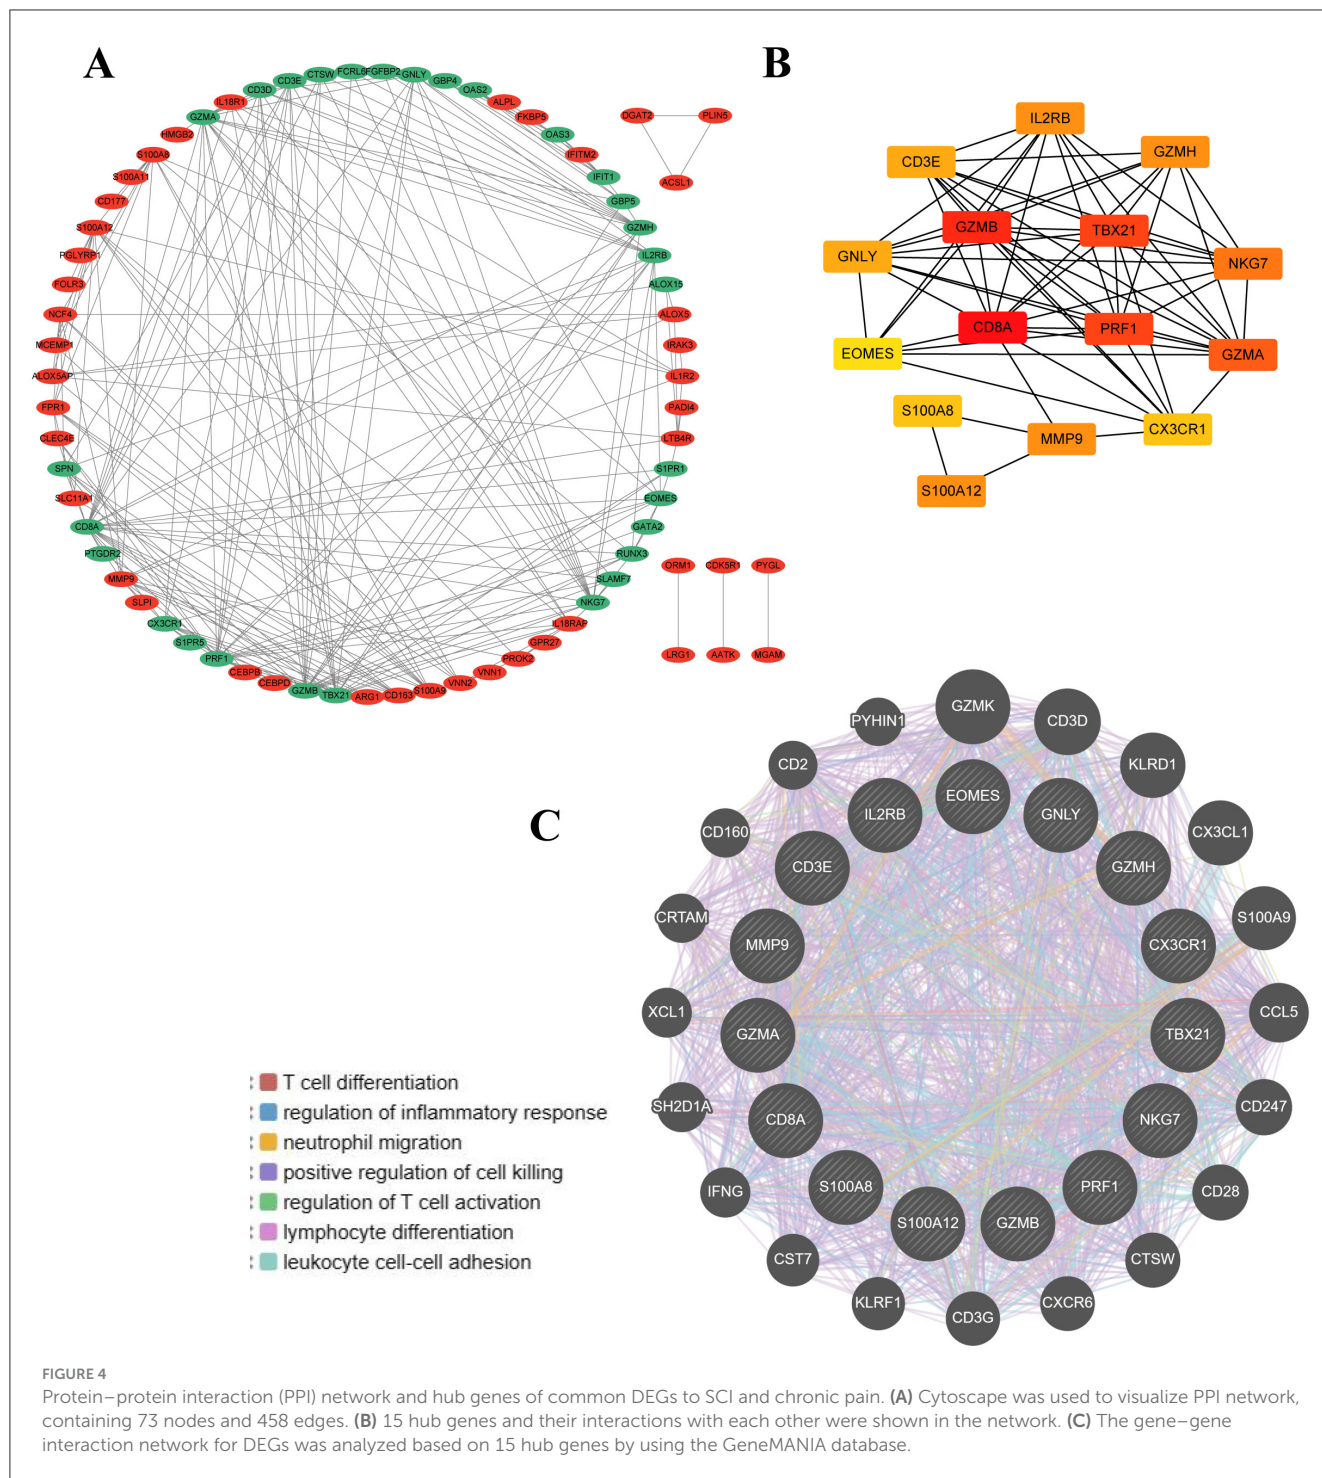 A
CD3E
CTSW
FCRL6
FGFBP2
GNLY
GBP4
OAS2
ALPL
FKBP5
OAS3
IFITM2
IFIT1
GBP5
GZMH
IL2RB
ALOX15
ALOX5
IRAK3
IL1R2
PADI4
LTB4R
S1PR1
EOMES
GATA2
RUNX3
SLAMF7
NKG7
IL18RAP
GPR27
PROK2
VNN1
VNN2
S100A9
CD163
ARG1
TBX21
GZMB
CEBPD
CEBPB
PRF1
S1PR5
CX3CR1
SLPI
MMP9
PTGDR2
CD8A
SLC11A1
SPN
CLEC4E
FPR1
ALOX5AP
MCEMP1
NCF4
FOLR3
PGLYRP1
S100A12
CD177
S100A11
S100A8
HMGB2
GZMA
IL18R1
CD3D
DGAT2
PLIN5
ACSL1
ORM1
CDK5R1
PYGL
LRG1
AATK
MGAM
B
IL2RB
CD3E
GZMH
GZMB
TBX21
GNLY
NKG7
CD8A
PRF1
EOMES
GZMA
S100A8
MMP9
CX3CR1
S100A12
C
GZMK
PYHIN1
CD3D
CD2
KLRD1
EOMES
IL2RB
GNLY
CD160
CX3CL1
CD3E
GZMH
CRTAM
S100A9
MMP9
CX3CR1
XCL1
CCL5
GZMA
TBX21
SH2D1A
CD247
CD8A
NKG7
IFNG
S100A8
PRF1
CD28
S100A12
GZMB
CST7
CTSW
KLRF1
CD3G
CXCR6
T cell differentiation
regulation of inflammatory response
neutrophil migration
positive regulation of cell killing
regulation of T cell activation
lymphocyte differentiation
leukocyte cell-cell adhesion
FIGURE 4
Protein–protein interaction (PPI) network and hub genes of common DEGs to SCI and chronic pain. (A) Cytoscape was used to visualize PPI network,
containing 73 nodes and 458 edges. (B) 15 hub genes and their interactions with each other were shown in the network. (C) The gene–gene
interaction network for DEGs was analyzed based on 15 hub genes by using the GeneMANIA database.